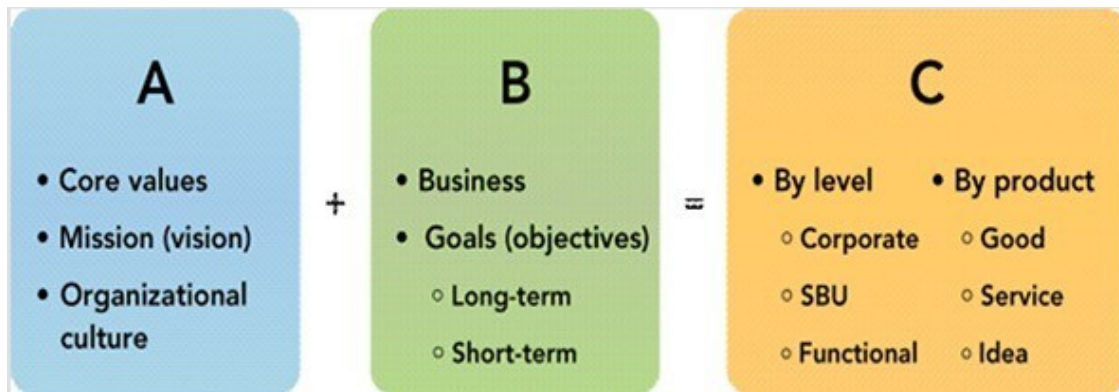 A
• Core values
• Mission (vision)
• Organizational
culture
+
B
• Business
• Goals (objectives)
○ Long-term
○ Short-term
=
C
• By level
○ Corporate
○ SBU
○ Functional
• By product
○ Good
○ Service
○ Idea